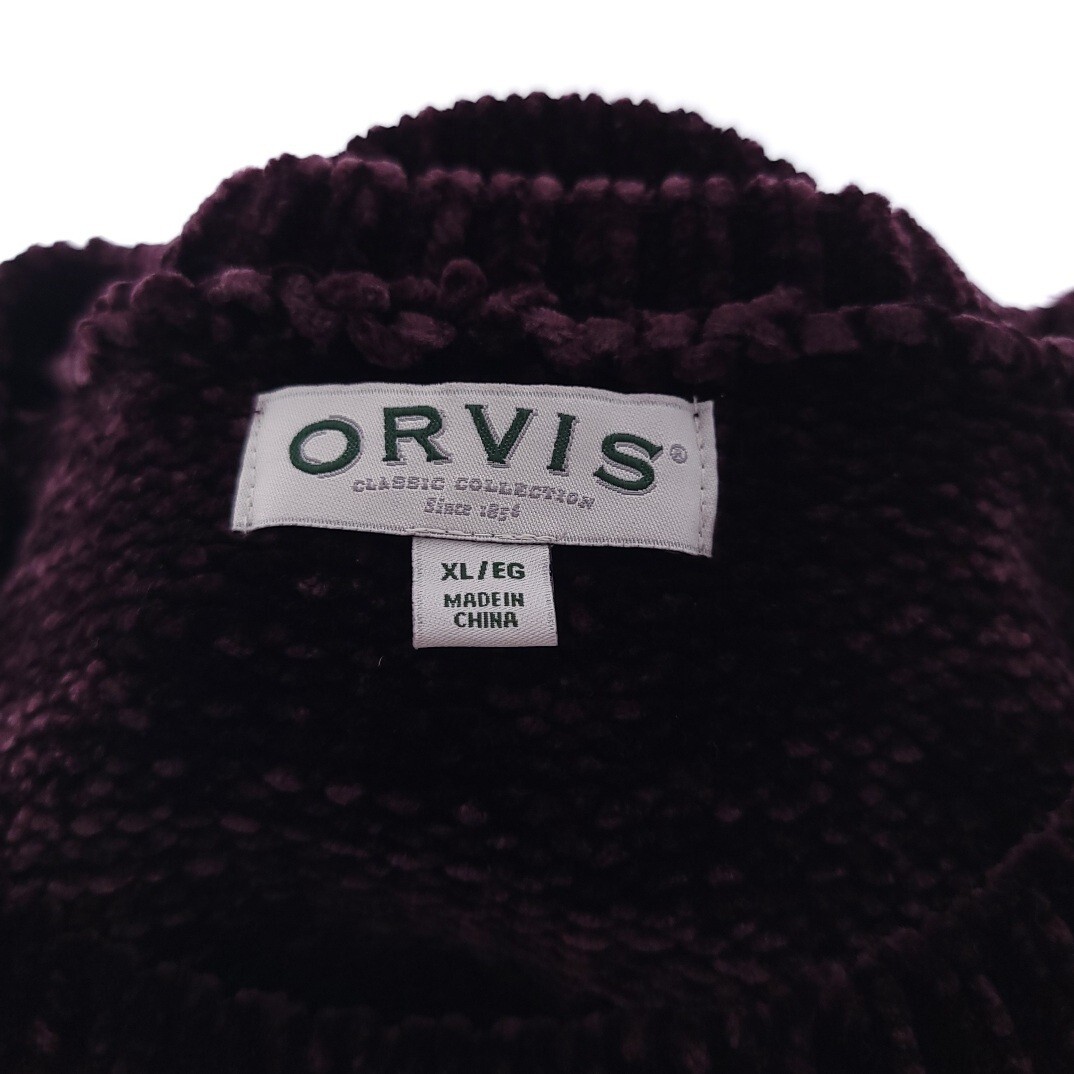 ORVIS®
CLASSIC COLLECTION
Since 1856
XL/EG
MADE IN
CHINA